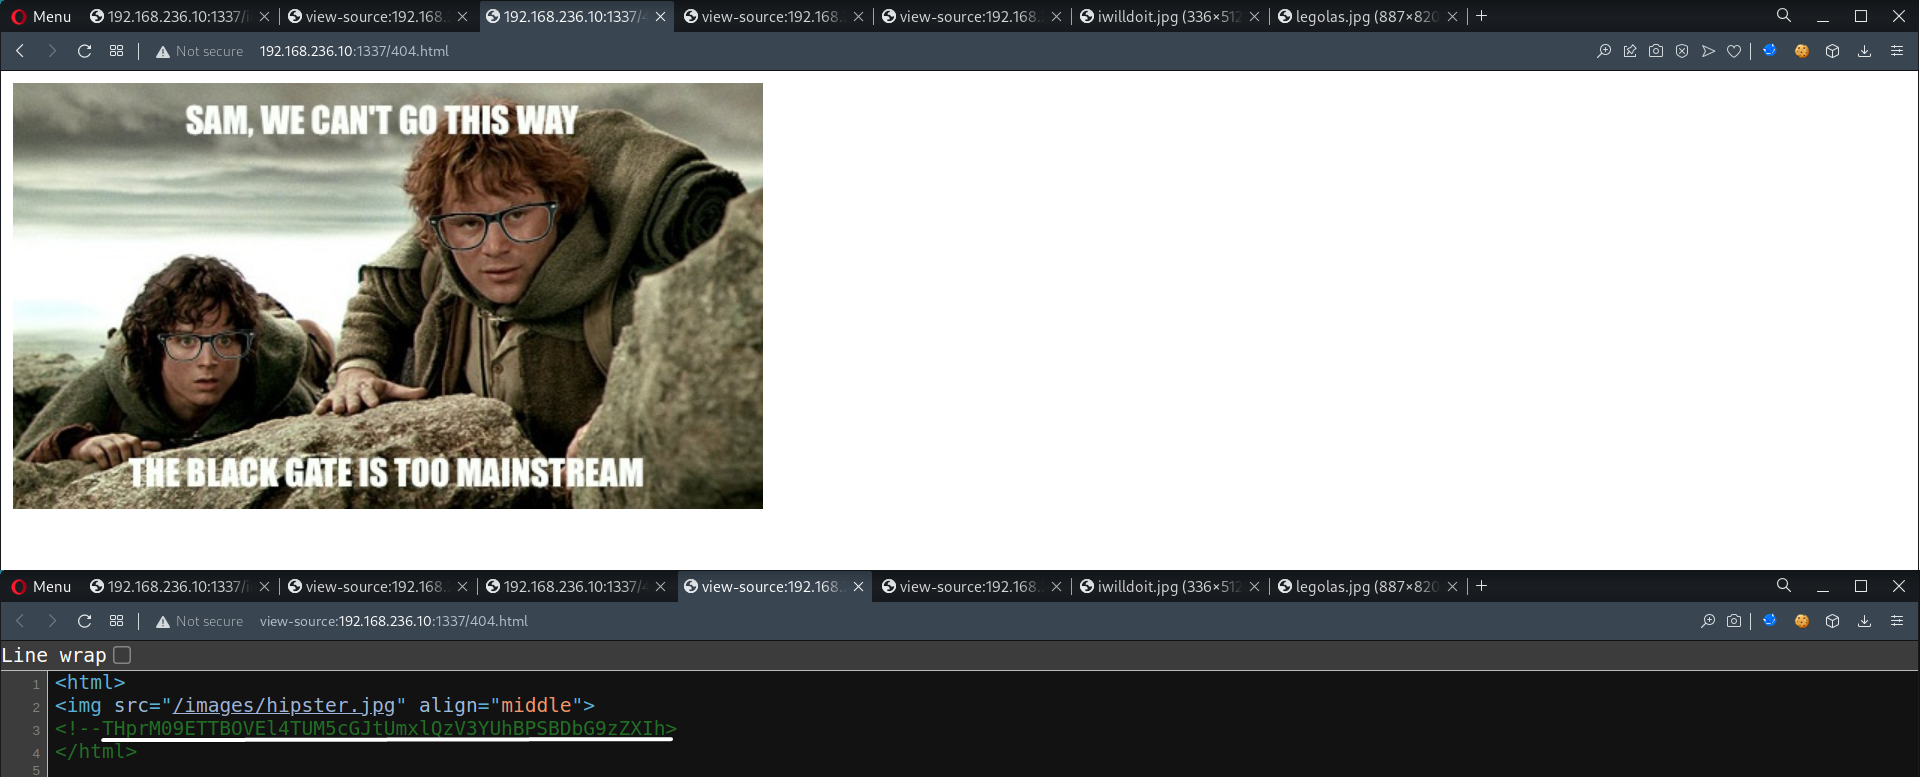 Menu 192.168.236.10:1337/i view-source:192.168. 192.168.236.10:1337/4 view-source:192.168. view-source:192.168. iwilldoit.jpg (336×512 legolas.jpg (887×820
Not secure 192.168.236.10:1337/404.html
SAM, WE CAN'T GO THIS WAY
THE BLACK GATE IS TOO MAINSTREAM
Menu 192.168.236.10:1337/i view-source:192.168. 192.168.236.10:1337/4 view-source:192.168. view-source:192.168. iwilldoit.jpg (336×512 legolas.jpg (887×820
Not secure view-source:192.168.236.10:1337/404.html
Line wrap
1 <html>
2 <img src="/images/hipster.jpg" align="middle">
3 <!--THprM09ETTBOVEl4TUM5cGJtUmxlQzV3YUhBPSBDbG9zZXIh>
4 </html>
5